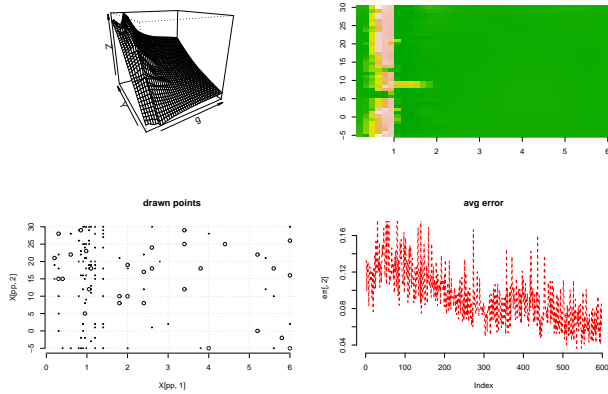 Z
Y
g
30
25
20
15
10
5
0
−5
1 2 3 4 5 6
drawn points
X[pp, 2]
30
25
20
15
10
5
0
−5
0 1 2 3 4 5 6
X[pp, 1]
avg error
err[, 2]
0.16
0.12
0.08
0.04
0 100 200 300 400 500 600
Index